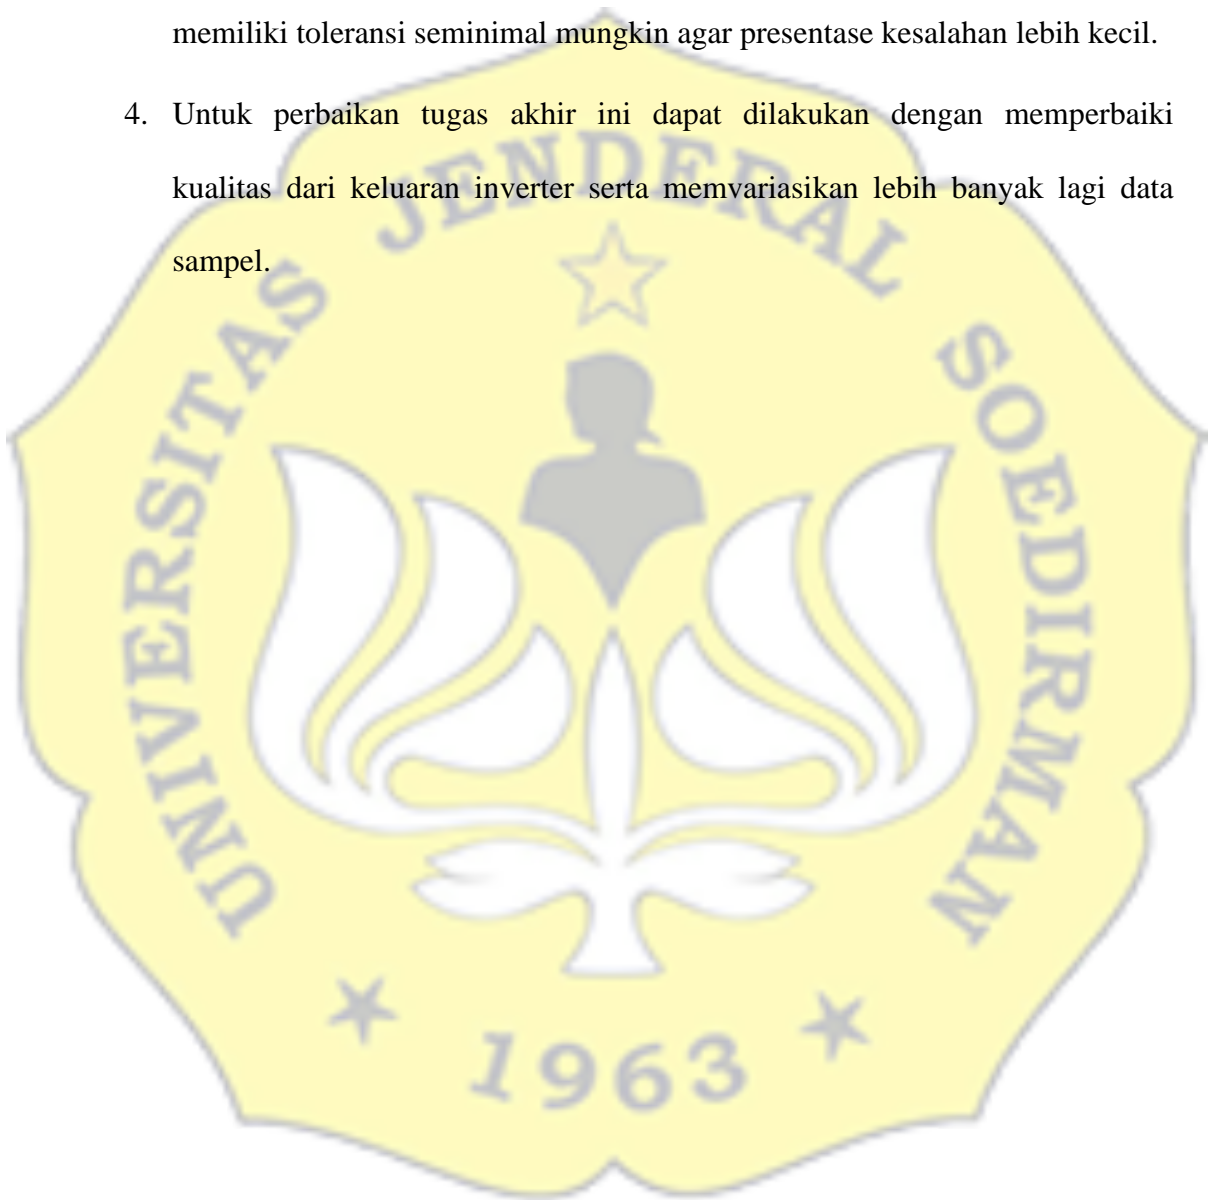 memiliki toleransi seminimal mungkin agar presentase kesalahan lebih kecil.
4. Untuk perbaikan tugas akhir ini dapat dilakukan dengan memperbaiki
kualitas dari keluaran inverter serta memvariasikan lebih banyak lagi data
sampel.
UNIVERSITAS JENDERAL SOEDIRMAN
1963